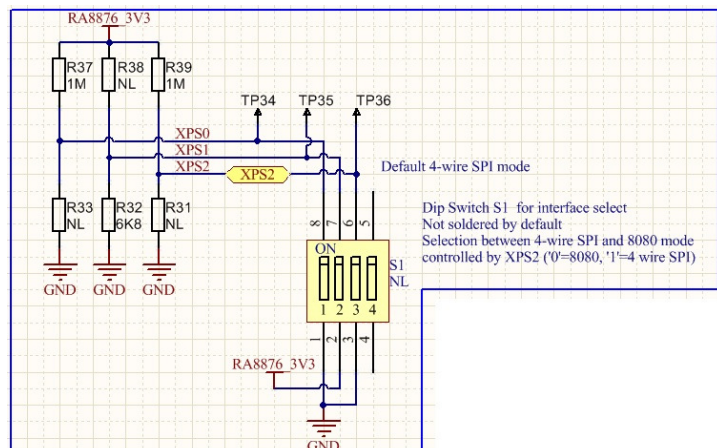 RA8876_3V3
R37
1M
R38
NL
R39
1M
TP34
TP35
TP36
XPS0
XPS1
XPS2
XPS2
Default 4-wire SPI mode
R33
NL
R32
6K8
R31
NL
Dip Switch S1 for interface select
Not soldered by default
Selection between 4-wire SPI and 8080 mode
controlled by XPS2 ('0'=8080, '1'=4 wire SPI)
8
7
6
5
ON
S1
NL
1 2 3 4
GND
GND
GND
1
2
3
4
RA8876_3V3
GND